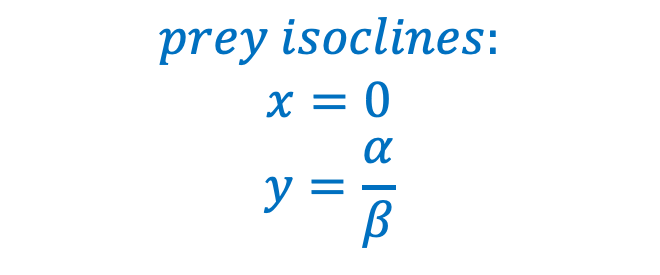 prey isoclines:
x = 0
y = α/β